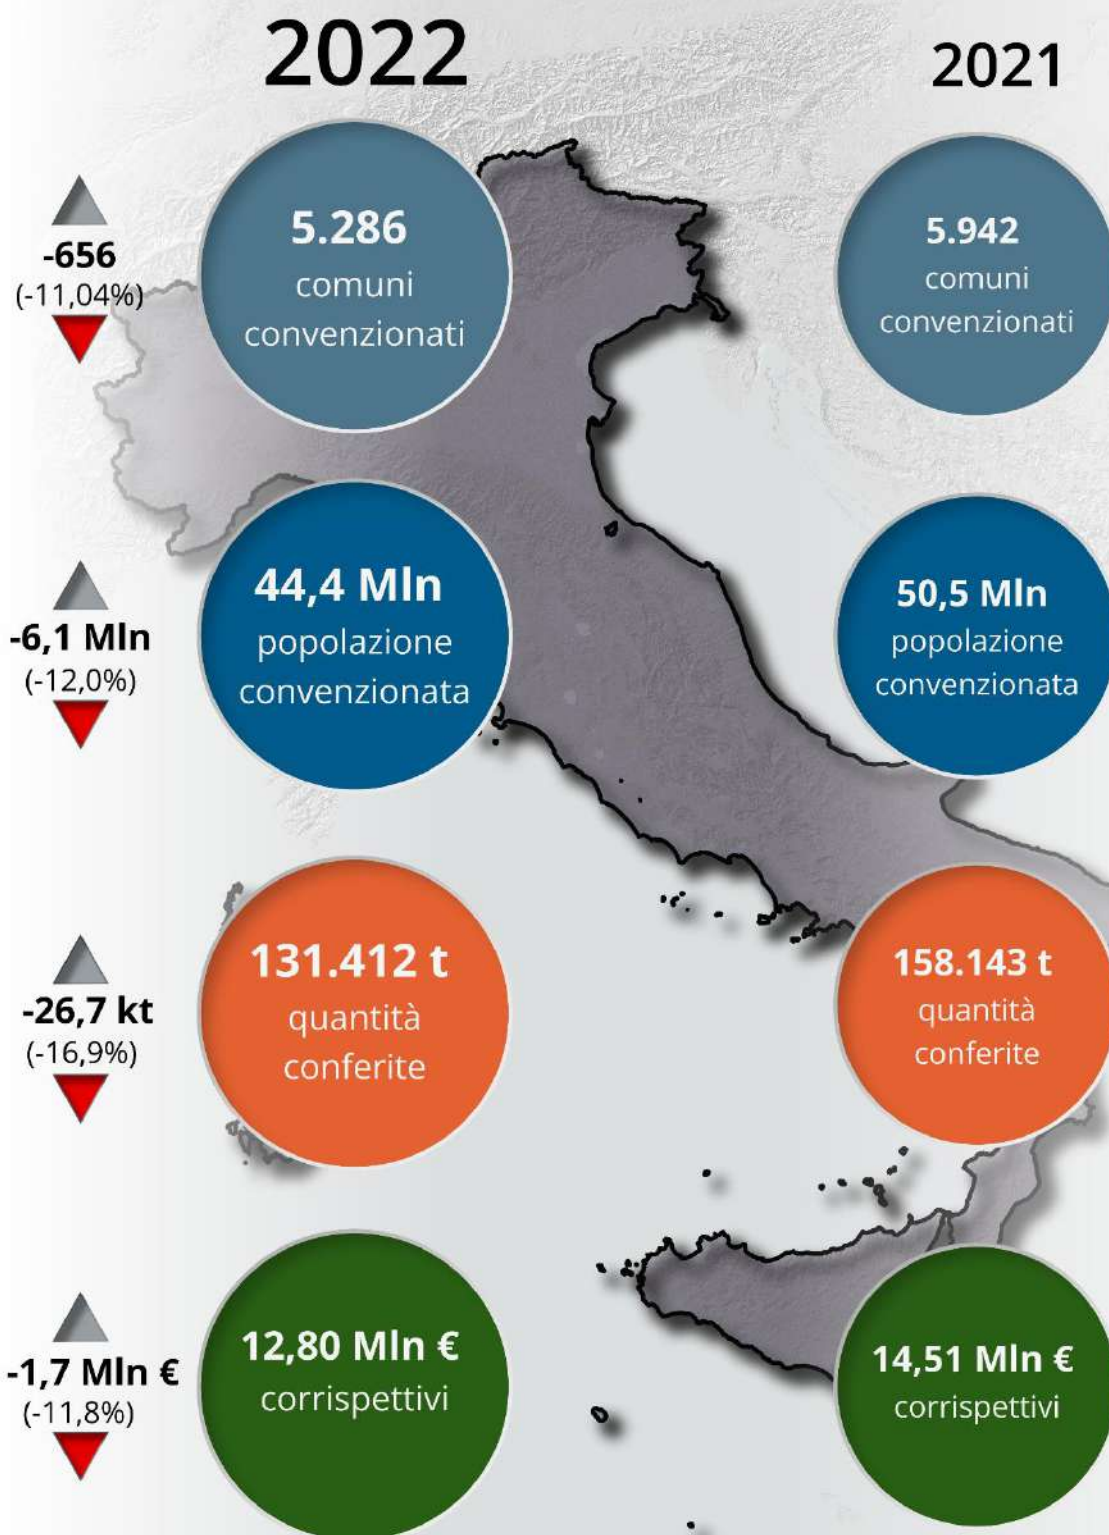 2022
2021
-656
(-11,04%)
5.286
comuni
convenzionati
5.942
comuni
convenzionati
-6,1 Mln
(-12,0%)
44,4 Mln
popolazione
convenzionata
50,5 Mln
popolazione
convenzionata
-26,7 kt
(-16,9%)
131.412 t
quantità
conferite
158.143 t
quantità
conferite
-1,7 Mln €
(-11,8%)
12,80 Mln €
corrispettivi
14,51 Mln €
corrispettivi